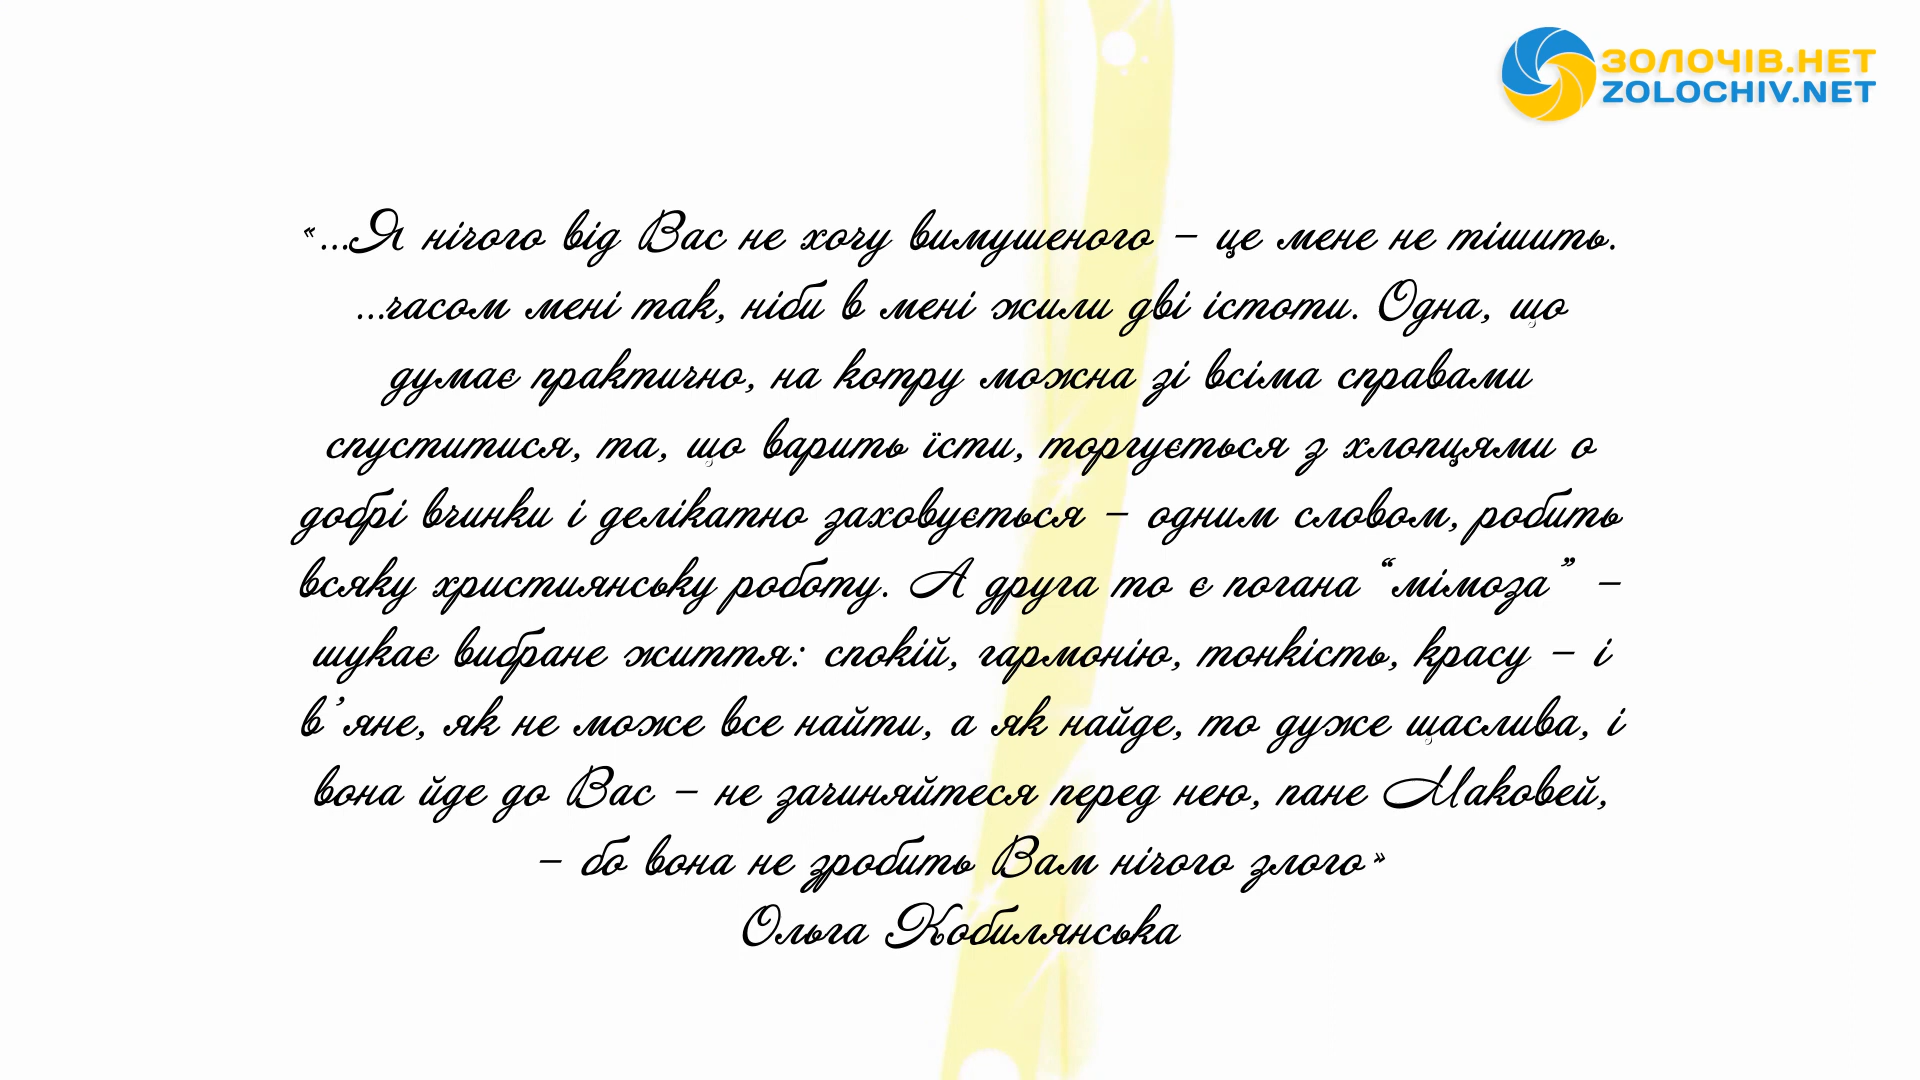 ЗОЛОЧІВ.НЕТ
ZOLOCHIV.NET
«...Я нічого від Вас не хочу вимушеного – це мене не тішить.
...часом мені так, ніби в мені жили дві істоти. Одна, що
думає практично, на котру можна зі всіма справами
спуститися, та, що варить їсти, торгується з хлопцями о
добрі вчинки і делікатно заховується – одним словом, робить
всяку християнську роботу. А друга то є погана “мімоза” –
шукає вибране життя: спокій, гармонію, тонкість, красу – і
в’яне, як не може все найти, а як найде, то дуже щаслива, і
вона йде до Вас – не зачиняйтеся перед нею, пане Маковей,
– бо вона не зробить Вам нічого злого»
Ольга Кобилянська